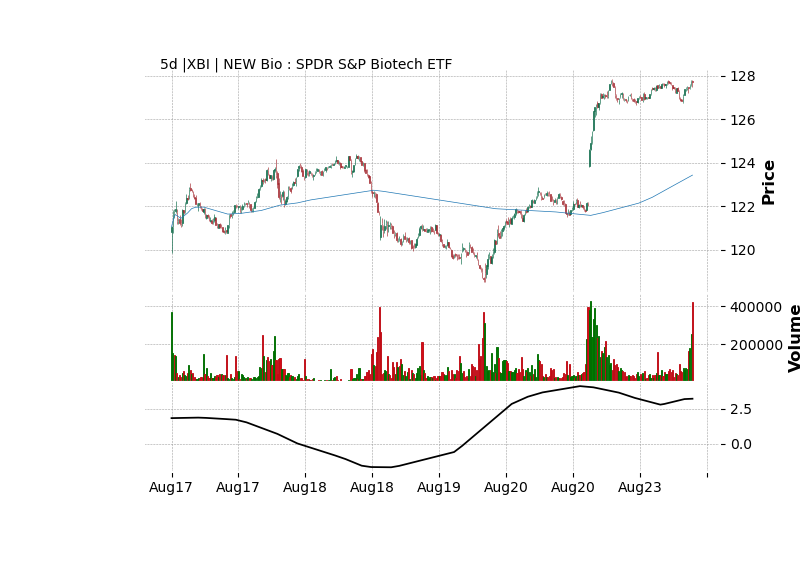 5d |XBI | NEW Bio : SPDR S&P Biotech ETF
128
126
124
122
120
Price
400000
200000
Volume
2.5
0.0
Aug17 Aug17 Aug18 Aug18 Aug19 Aug20 Aug20 Aug23